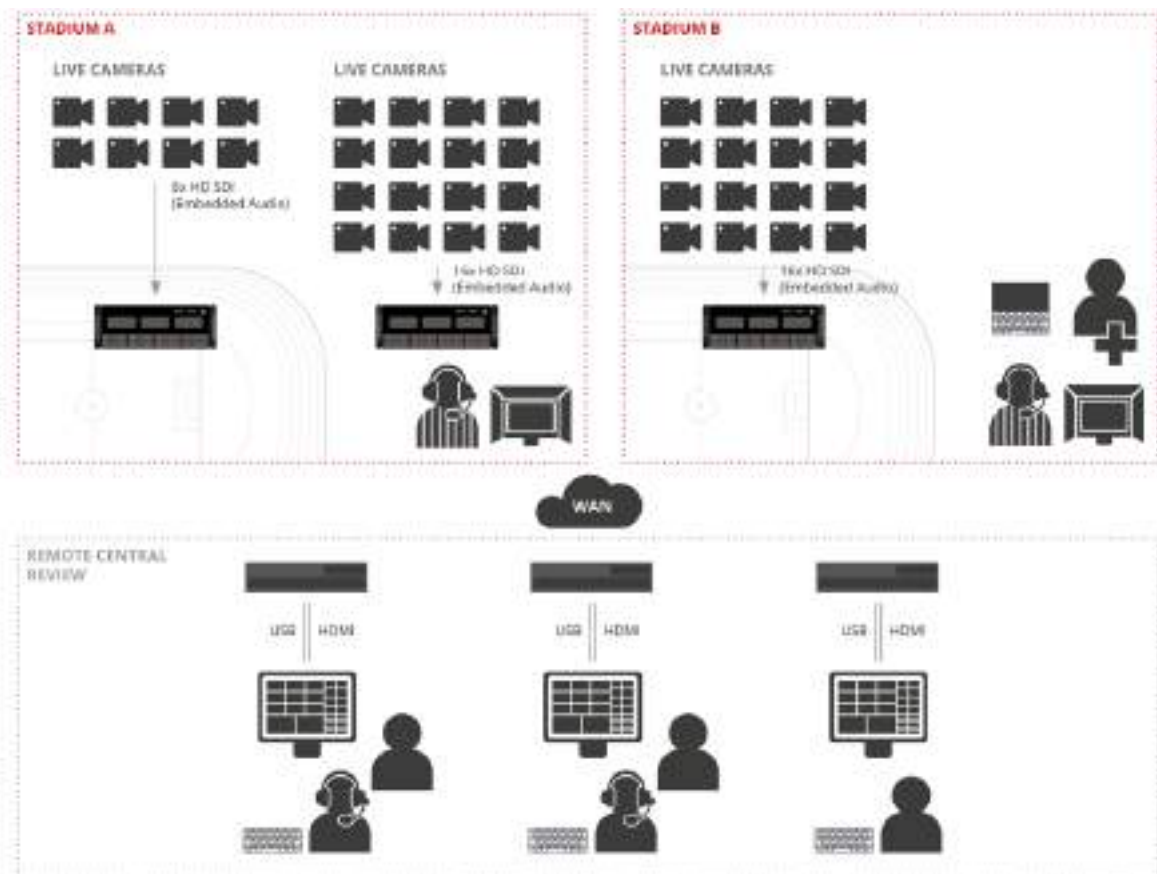 STADIUM A
LIVE CAMERAS
LIVE CAMERAS
8x HD SDI
(Embedded Audio)
16x HD SDI
(Embedded Audio)
STADIUM B
LIVE CAMERAS
16x HD SDI
(Embedded Audio)
WAN
REMOTE CENTRAL
REVIEW
USB HDMI
USB HDMI
USB HDMI